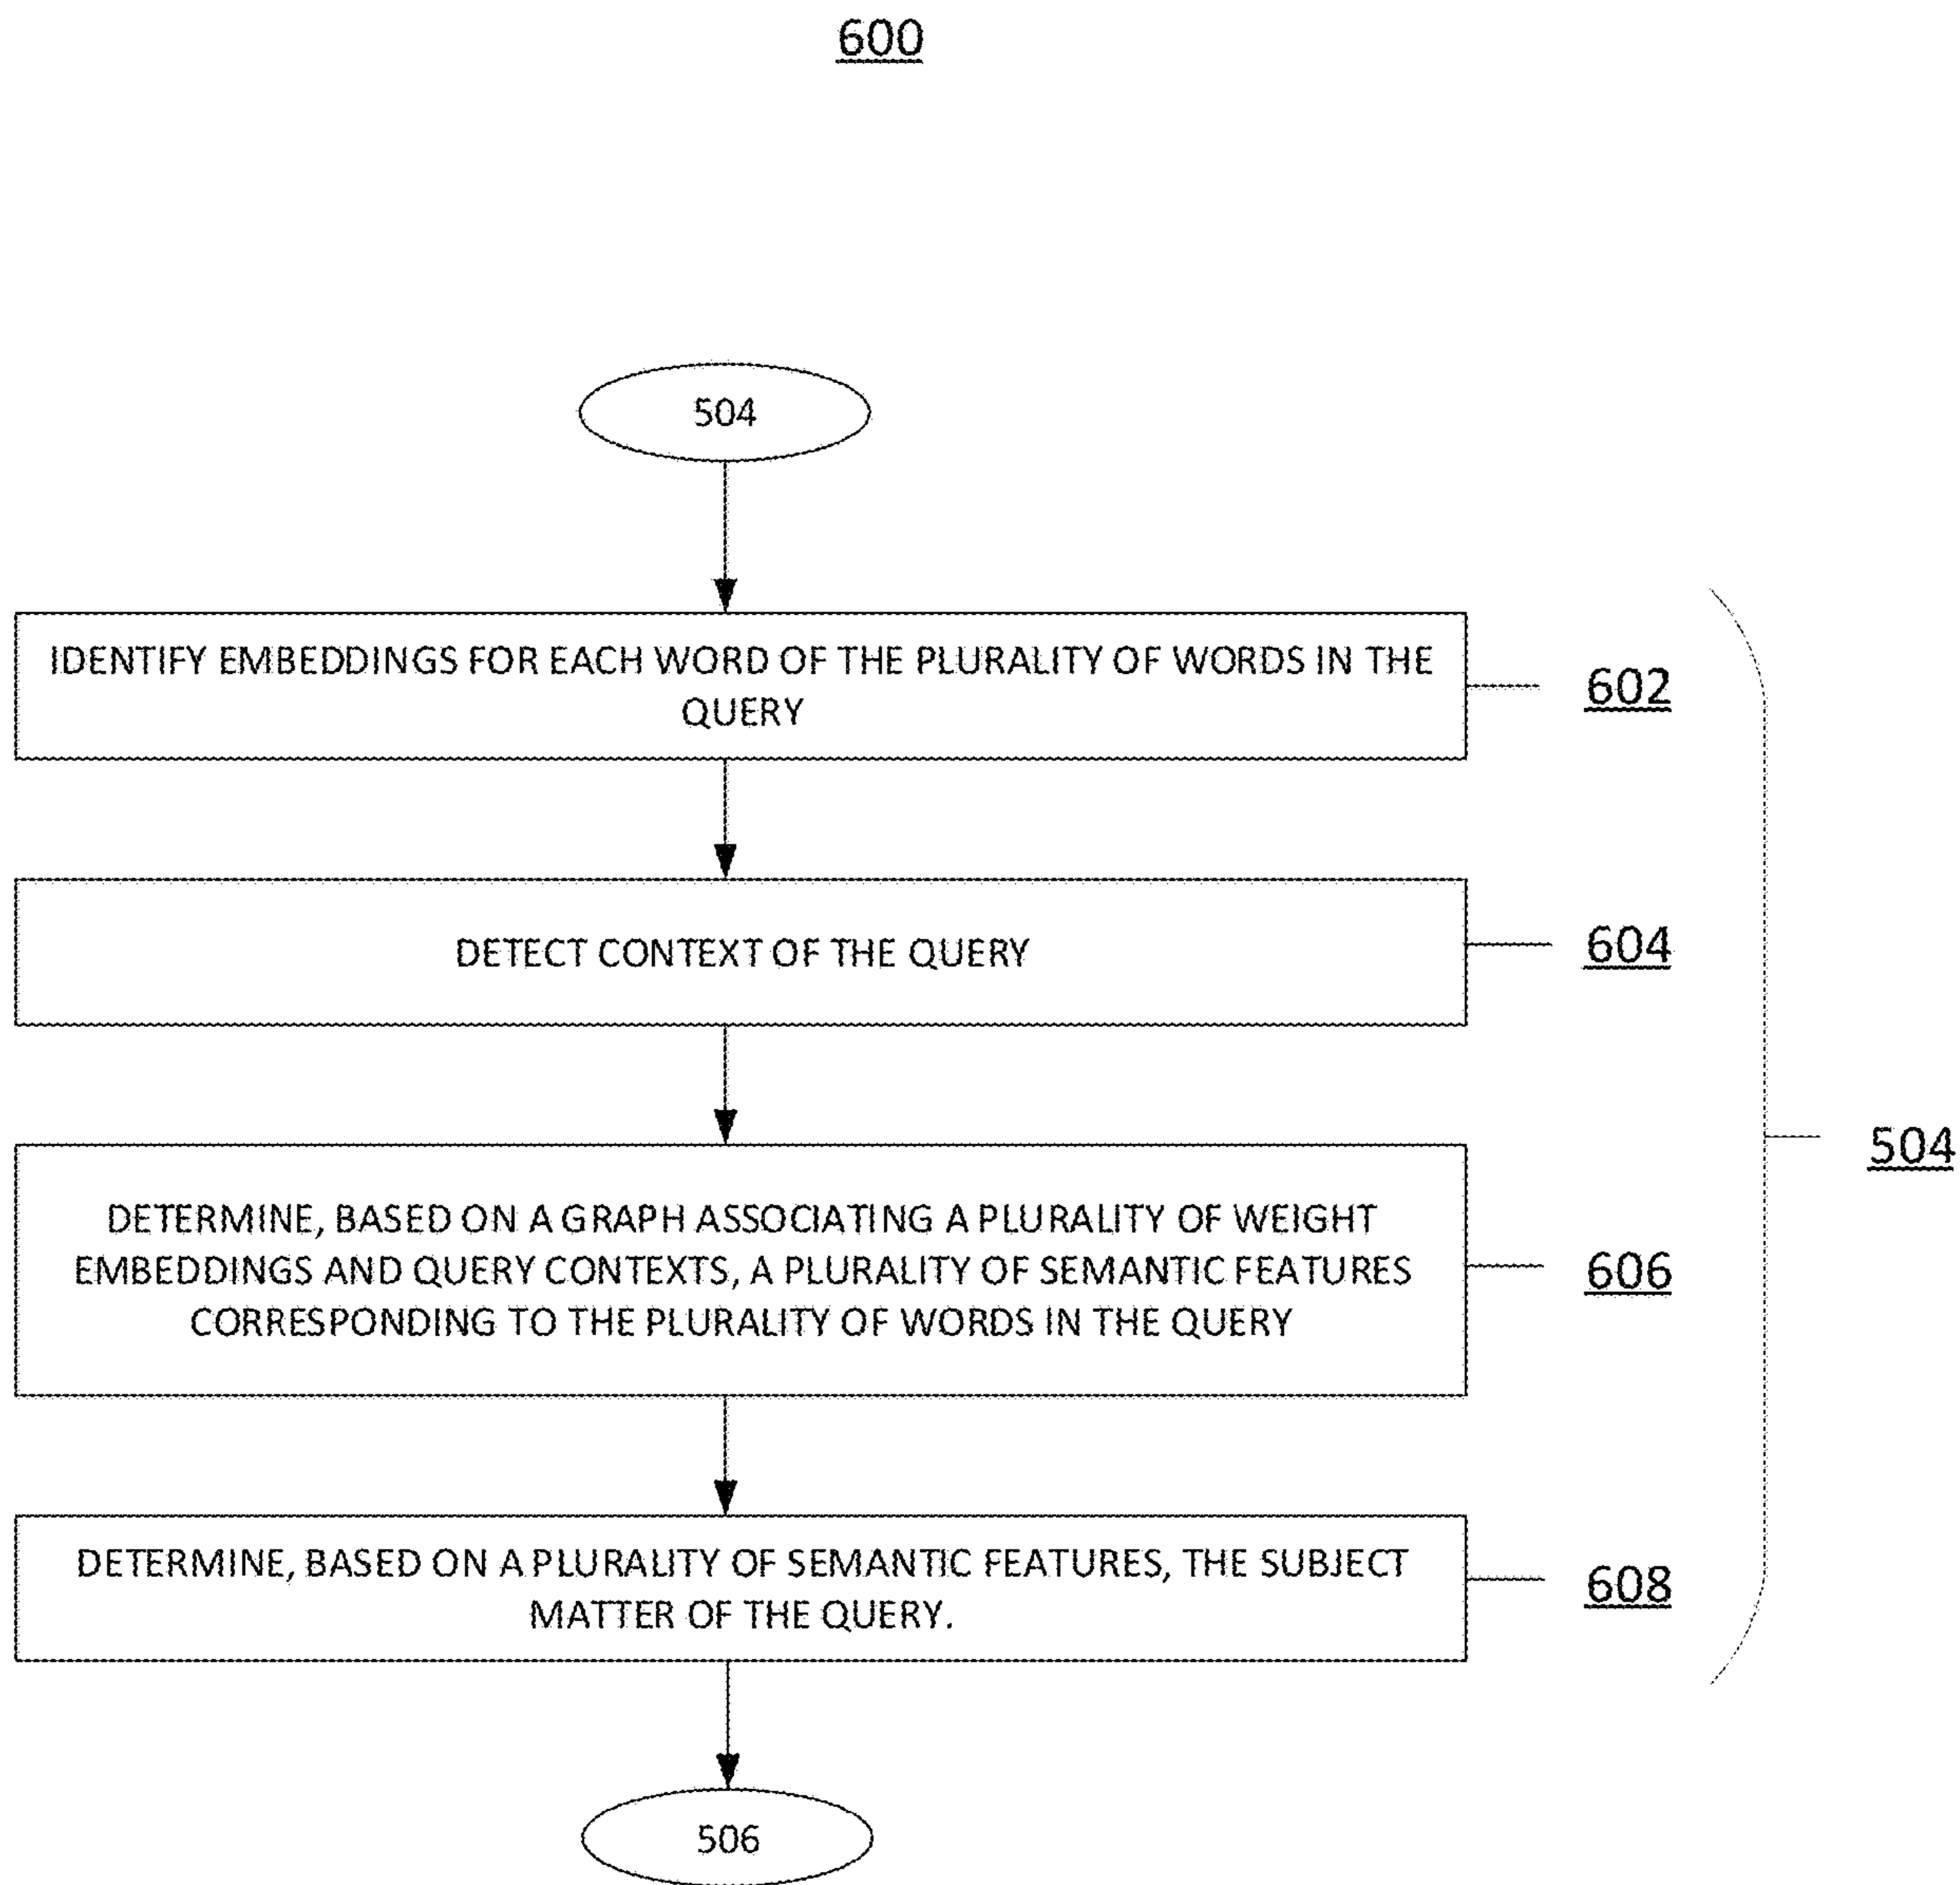 600
504
IDENTIFY EMBEDDINGS FOR EACH WORD OF THE PLURALITY OF WORDS IN THE
QUERY
602
DETECT CONTEXT OF THE QUERY
604
504
DETERMINE, BASED ON A GRAPH ASSOCIATING A PLURALITY OF WEIGHT
EMBEDDINGS AND QUERY CONTEXTS, A PLURALITY OF SEMANTIC FEATURES
CORRESPONDING TO THE PLURALITY OF WORDS IN THE QUERY
606
DETERMINE, BASED ON A PLURALITY OF SEMANTIC FEATURES, THE SUBJECT
MATTER OF THE QUERY.
608
506